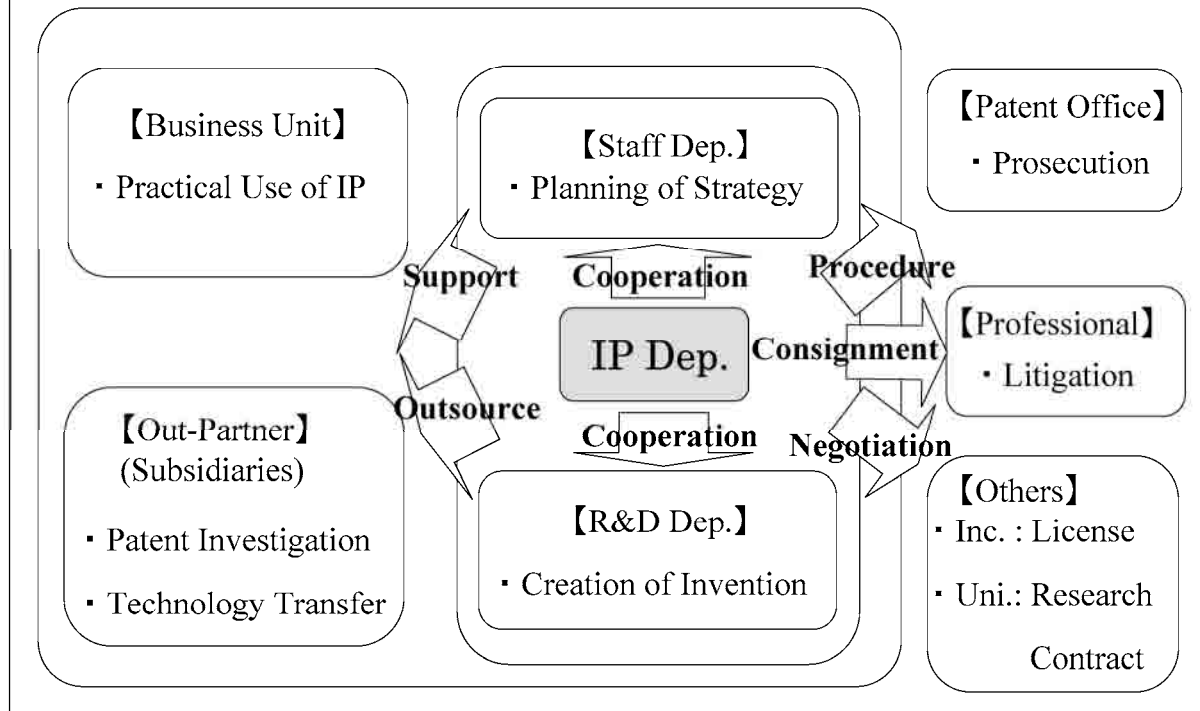 【Business Unit】
・Practical Use of IP
【Staff Dep.】
・Planning of Strategy
【Patent Office】
・Prosecution
Support
Cooperation
Procedure
IP Dep.
Consignment
【Professional】
・Litigation
Outsource
Cooperation
Negotiation
【Out-Partner】
(Subsidiaries)
・Patent Investigation
・Technology Transfer
【R&D Dep.】
・Creation of Invention
【Others】
・Inc. : License
・Uni.: Research
Contract